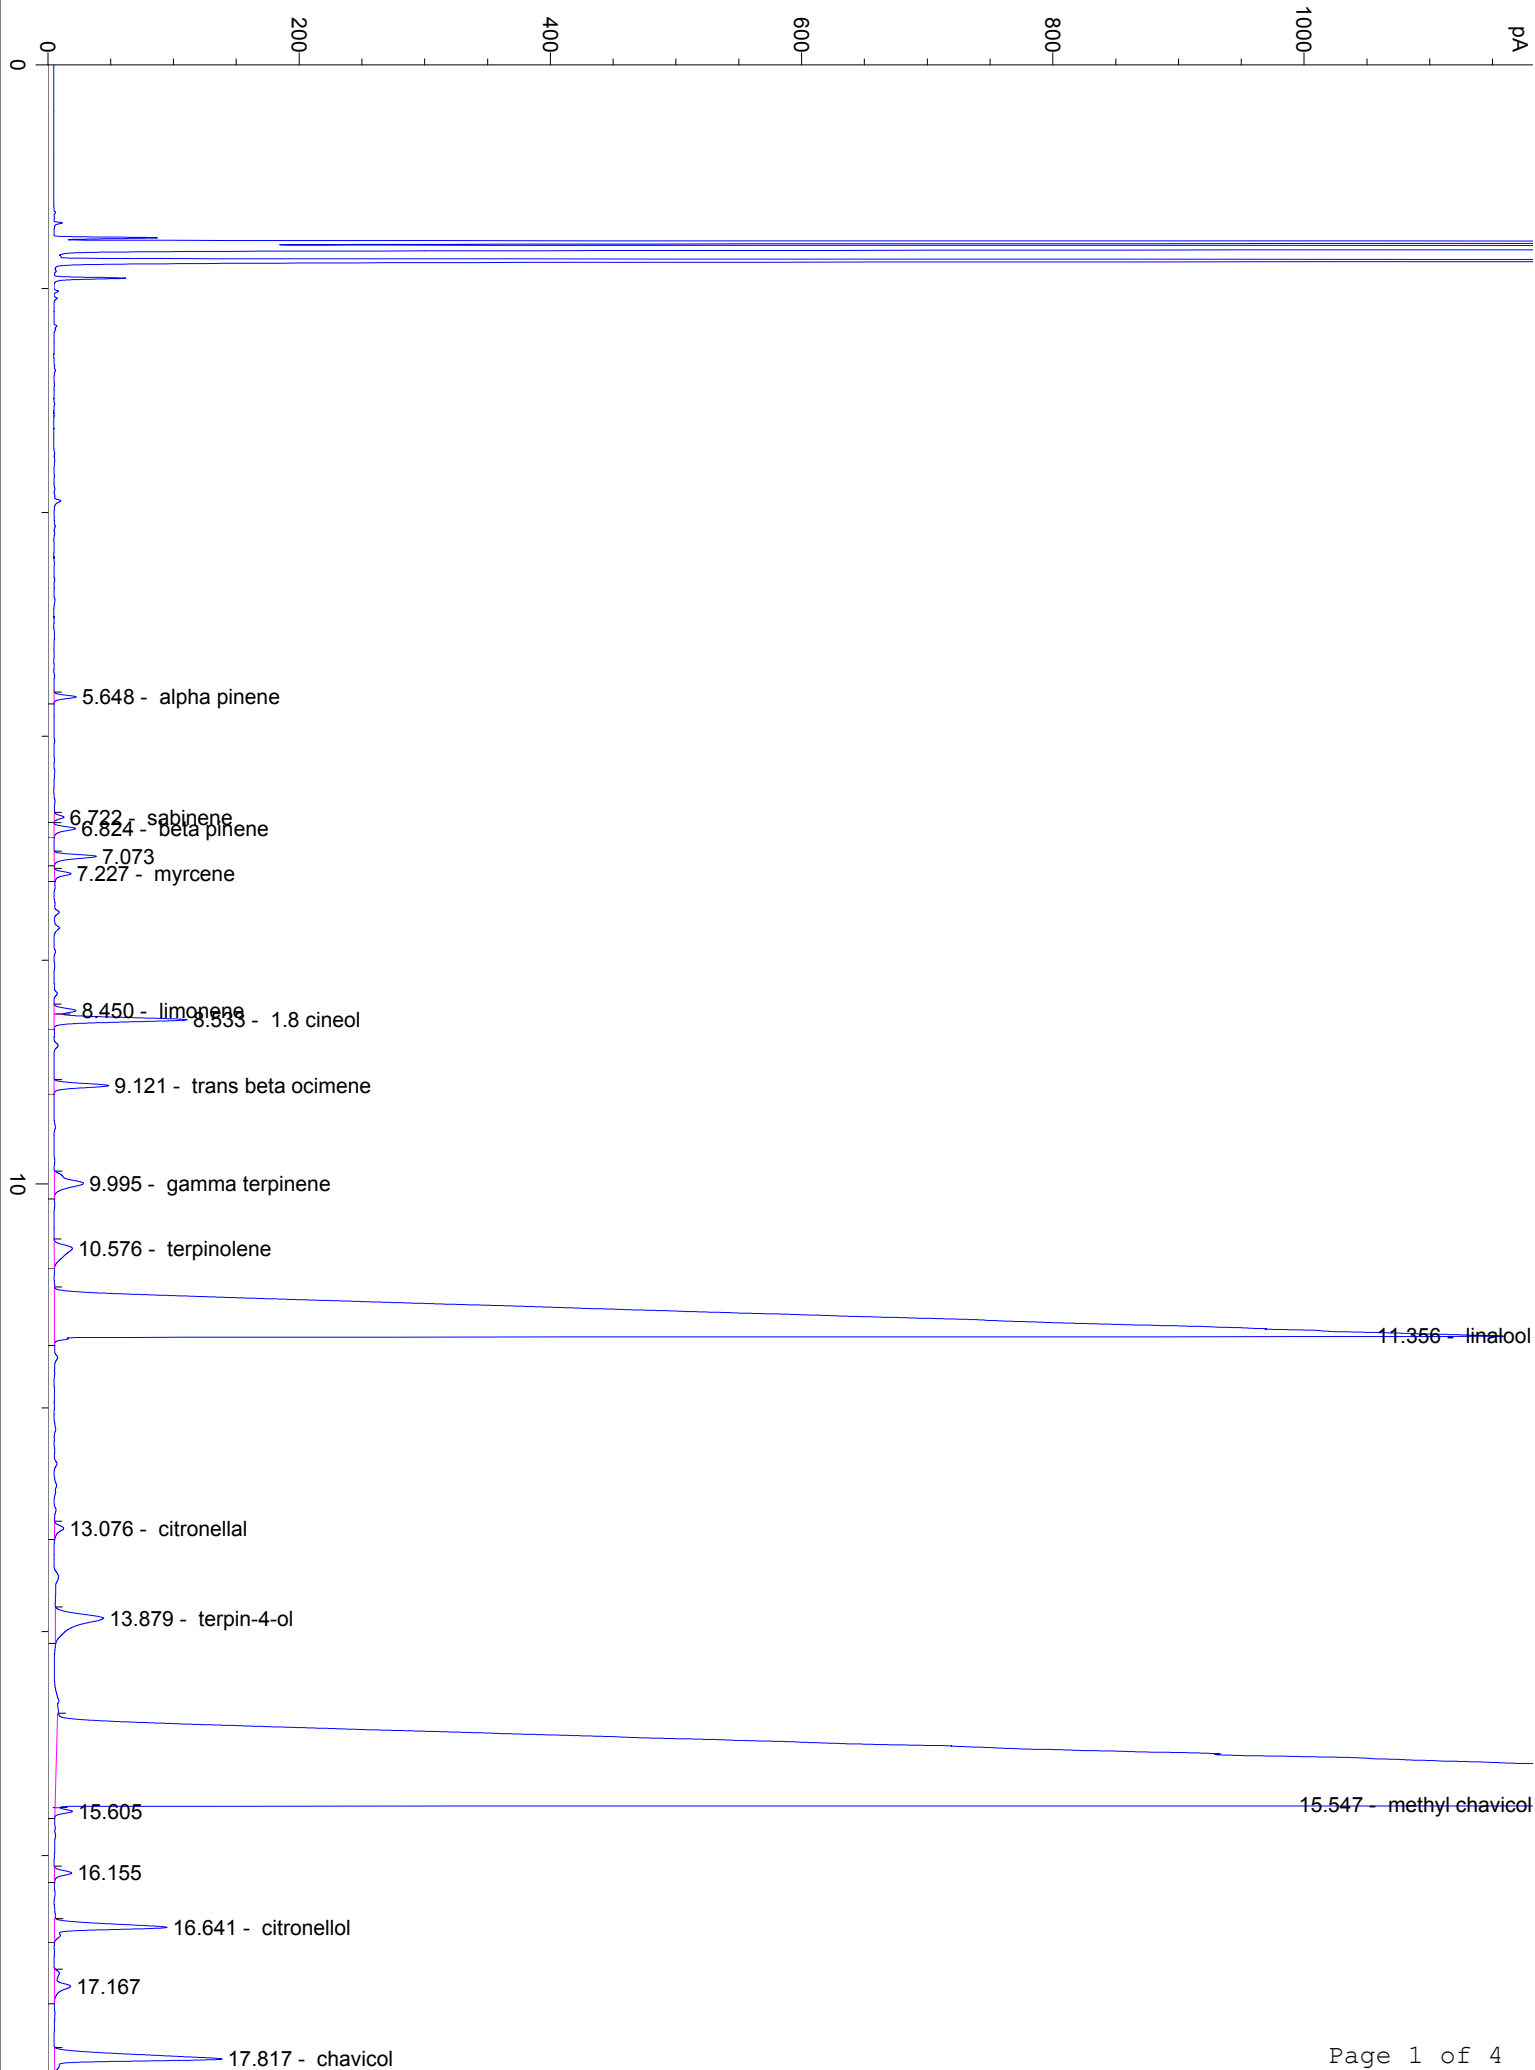 pA
0
200
400
600
800
1000
0
5.648 - alpha pinene
6.722 - sabinene
6.824 - beta pinene
7.073
7.227 - myrcene
8.450 - limonene
8.533 - 1.8 cineol
9.121 - trans beta ocimene
10
9.995 - gamma terpinene
10.576 - terpinolene
11.356 - linalool
13.076 - citronellal
13.879 - terpin-4-ol
15.547 - methyl chavicol
15.605
16.155
16.641 - citronellol
17.167
17.817 - chavicol
Page 1 of 4